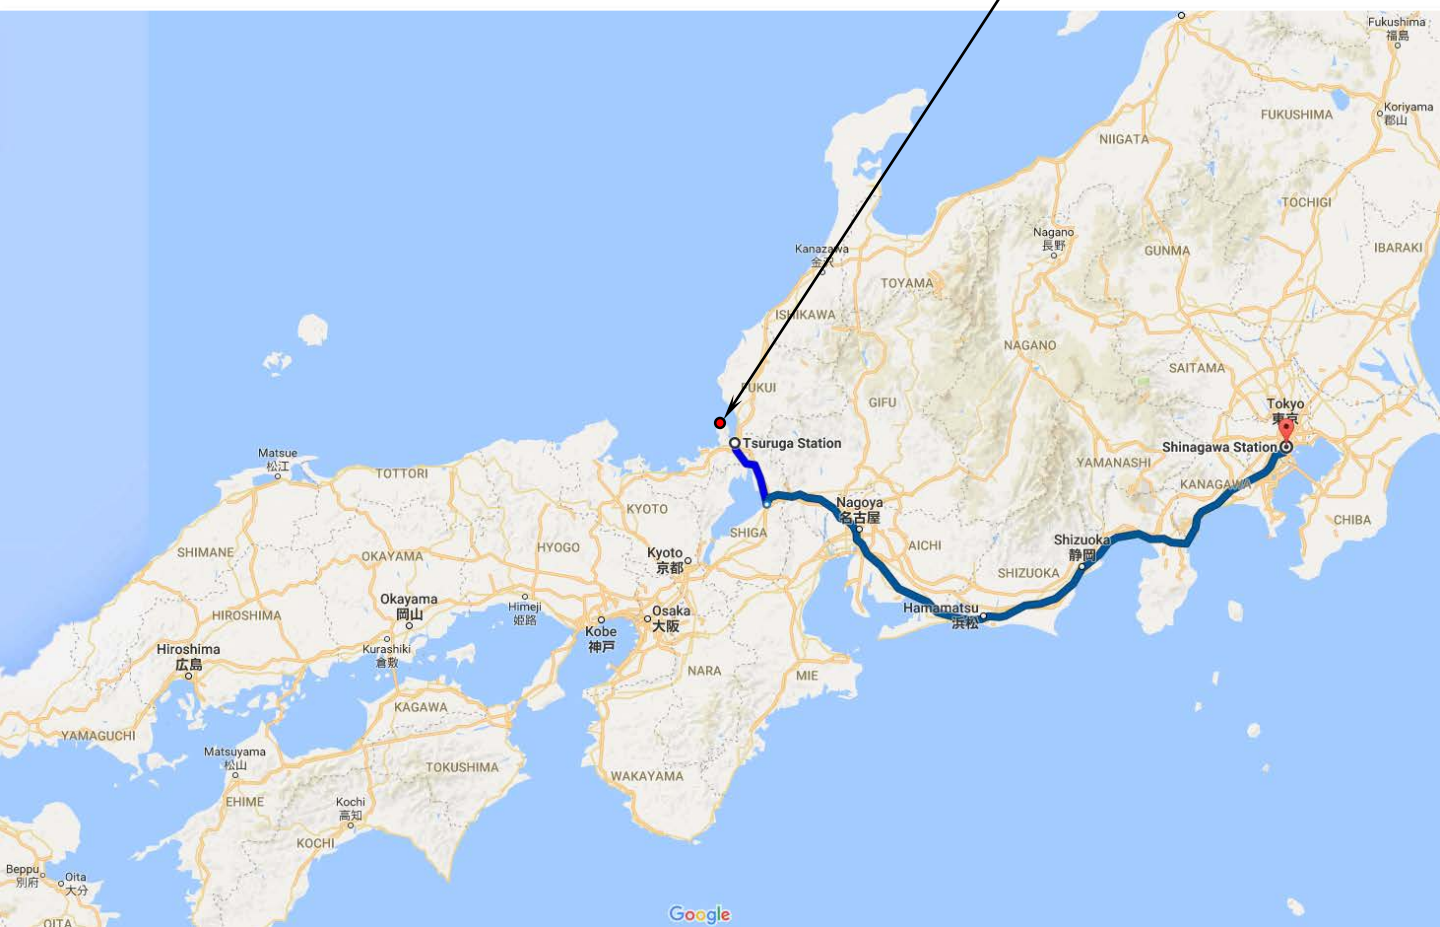 Fukushima
福島
Koriyama
郡山
FUKUSHIMA
NIIGATA
TOCHIGI
Nagano
長野
GUNMA
IBARAKI
Kanazawa
金沢
TOYAMA
ISHIKAWA
NAGANO
SAITAMA
FUKUI
GIFU
Tokyo
東京
Tsuruga Station
Shinagawa Station
Matsue
松江
TOTTORI
YAMANASHI
KANAGAWA
KYOTO
Nagoya
名古屋
CHIBA
SHIGA
SHIMANE
OKAYAMA
HYOGO
Kyoto
京都
AICHI
Shizuoka
静岡
SHIZUOKA
HIROSHIMA
Okayama
岡山
Himeji
姫路
Osaka
大阪
Hamamatsu
浜松
Kobe
神戸
Hiroshima
広島
Kurashiki
倉敷
NARA
MIE
KAGAWA
YAMAGUCHI
Matsuyama
松山
TOKUSHIMA
WAKAYAMA
EHIME
Kochi
高知
KOCHI
Beppu
別府
Oita
大分
OITA
Google